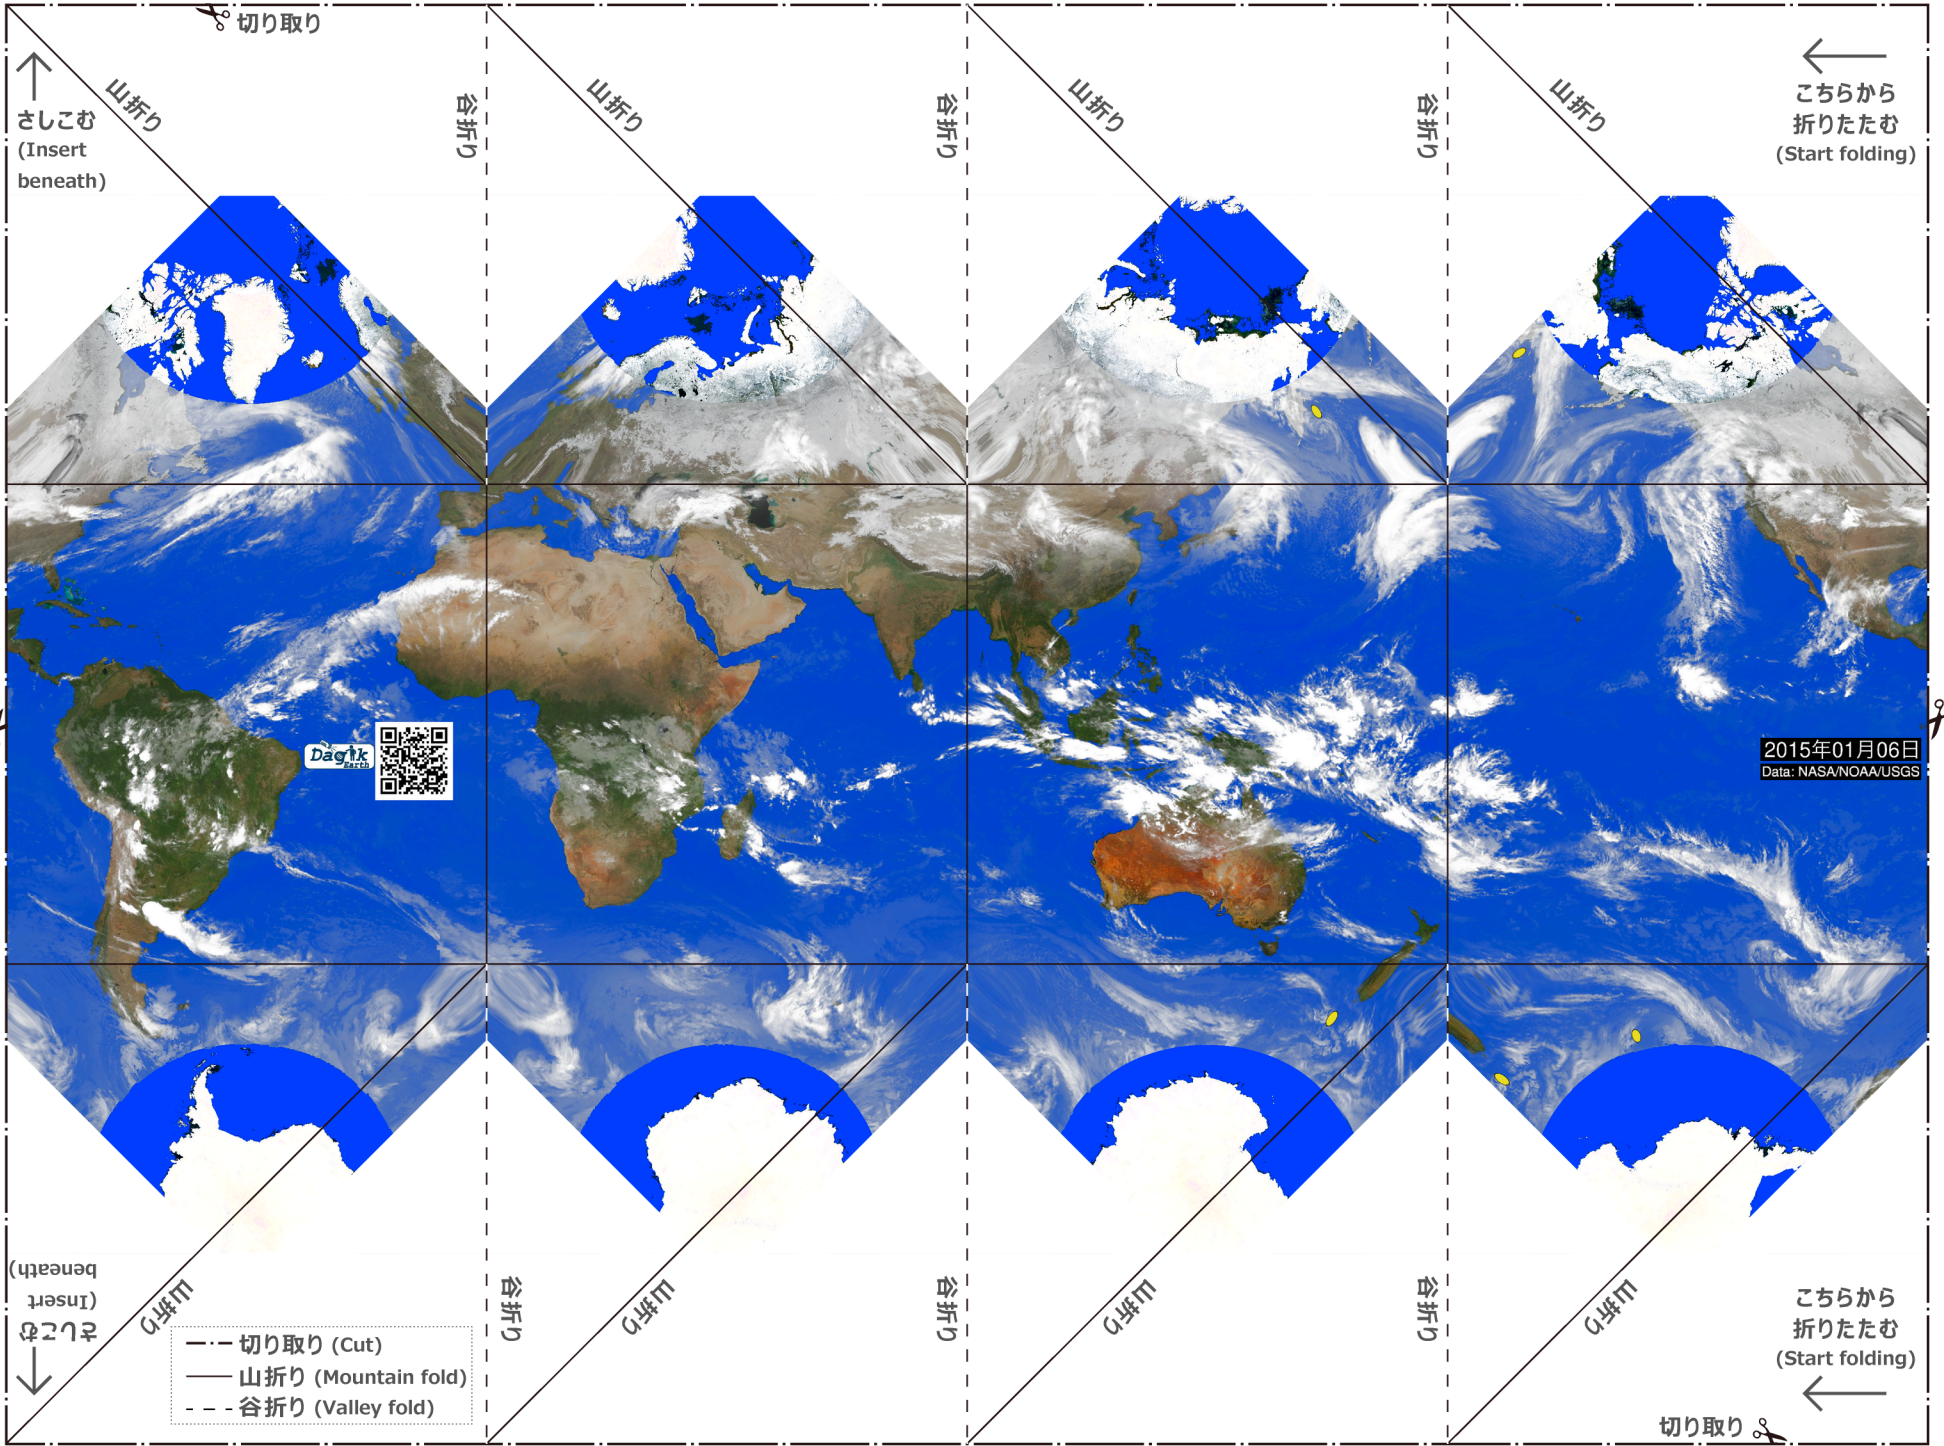 切り取り
山折り
谷折り
山折り
谷折り
山折り
谷折り
山折り
さしこむ
(Insert
beneath)
こちらから
折りたたむ
(Start folding)
Dagik
Earth
2015年01月06日
Data: NASA/NOAA/USGS
さしこむ
(Insert
beneath)
山折り
谷折り
山折り
谷折り
山折り
谷折り
山折り
こちらから
折りたたむ
(Start folding)
切り取り (Cut)
山折り (Mountain fold)
谷折り (Valley fold)
切り取り